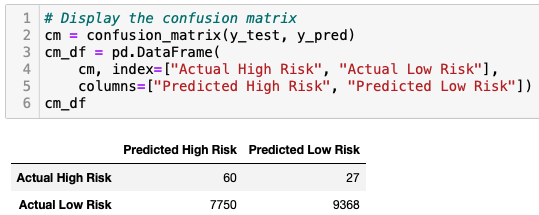 1 # Display the confusion matrix
2 cm = confusion_matrix(y_test, y_pred)
3 cm_df = pd.DataFrame(
4     cm, index=["Actual High Risk", "Actual Low Risk"],
5     columns=["Predicted High Risk", "Predicted Low Risk"])
6 cm_df
Predicted High Risk Predicted Low Risk
Actual High Risk 60 27
Actual Low Risk 7750 9368